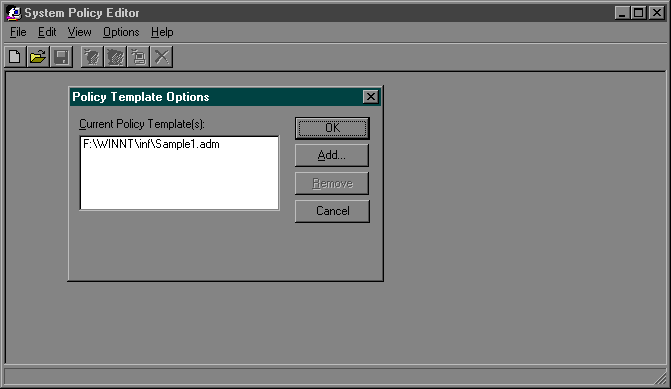 System Policy Editor
File Edit View Options Help
Policy Template Options
Current Policy Template(s):
F:\WINNT\inf\Sample1.adm
OK
Add...
Remove
Cancel